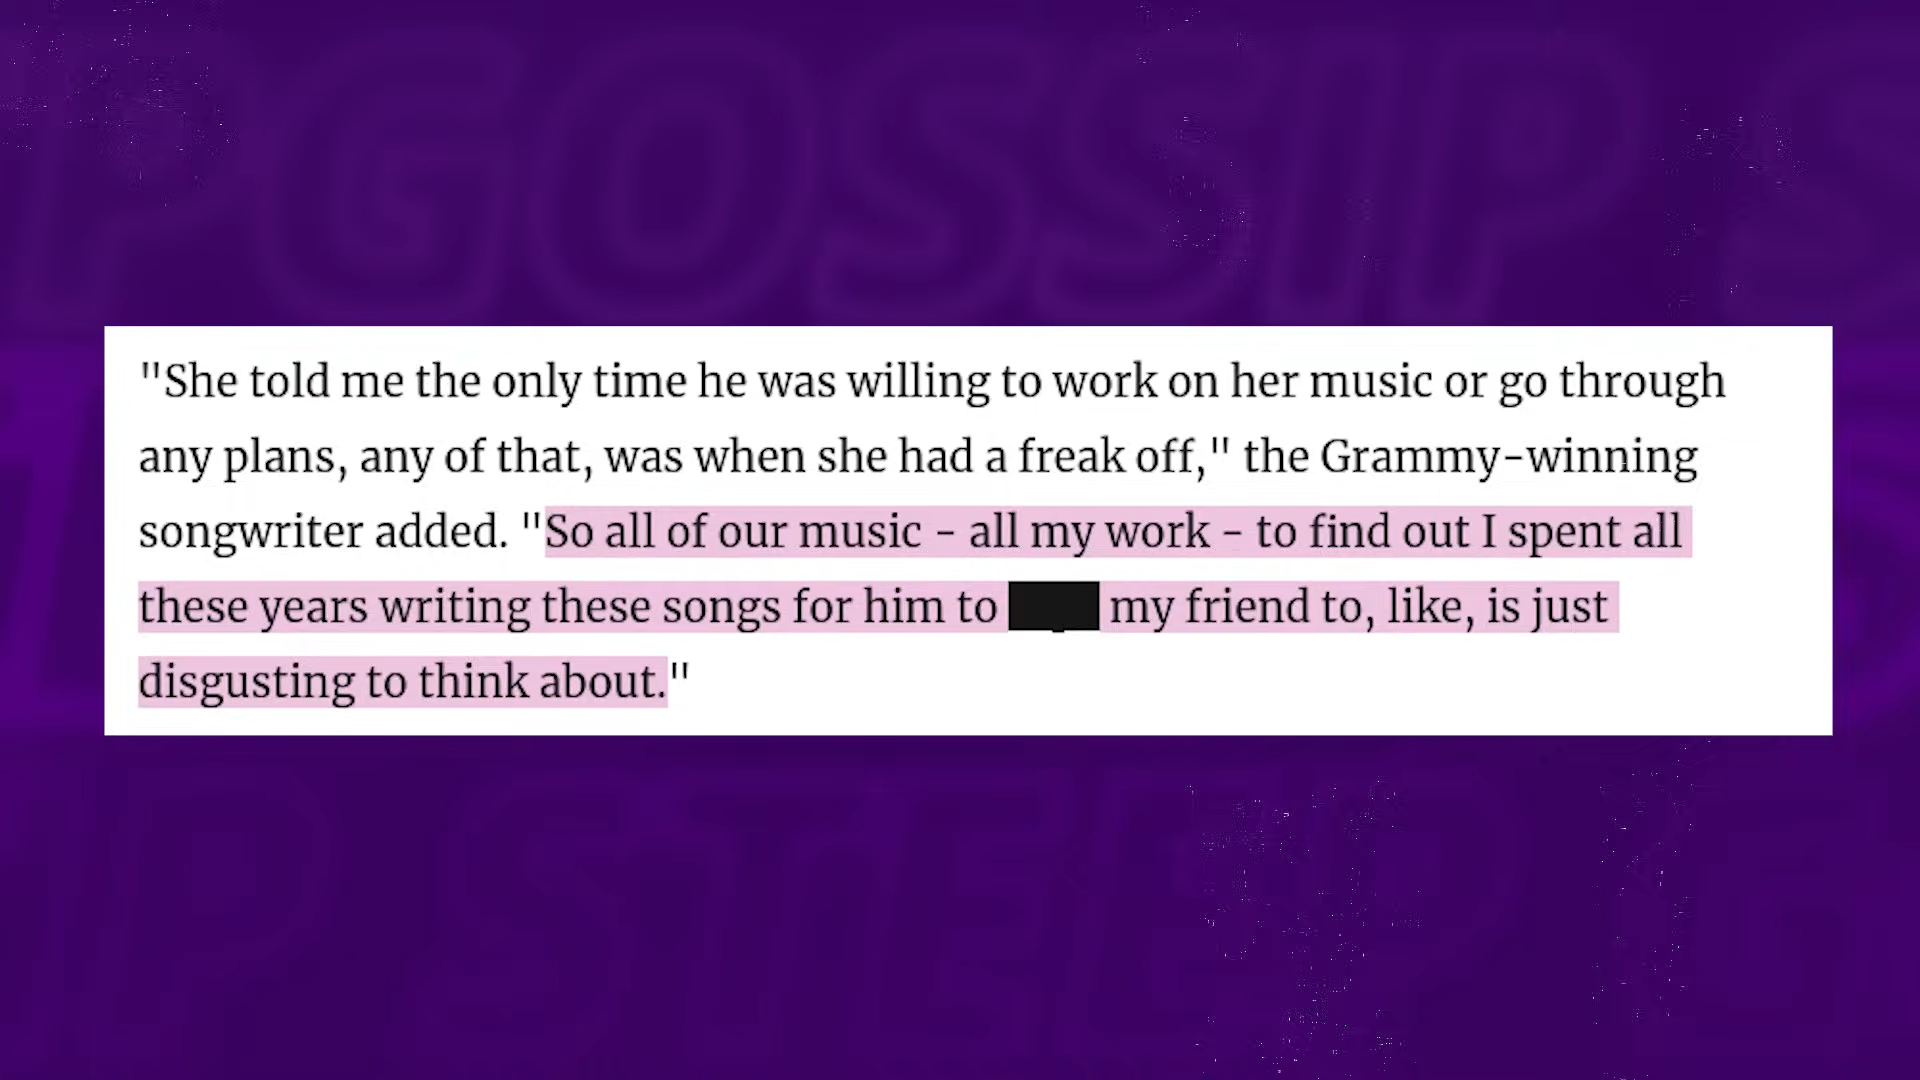 GOSSIP
"She told me the only time he was willing to work on her music or go through
any plans, any of that, was when she had a freak off," the Grammy-winning
songwriter added. "So all of our music - all my work - to find out I spent all
these years writing these songs for him to my friend to, like, is just
disgusting to think about."
STEEP